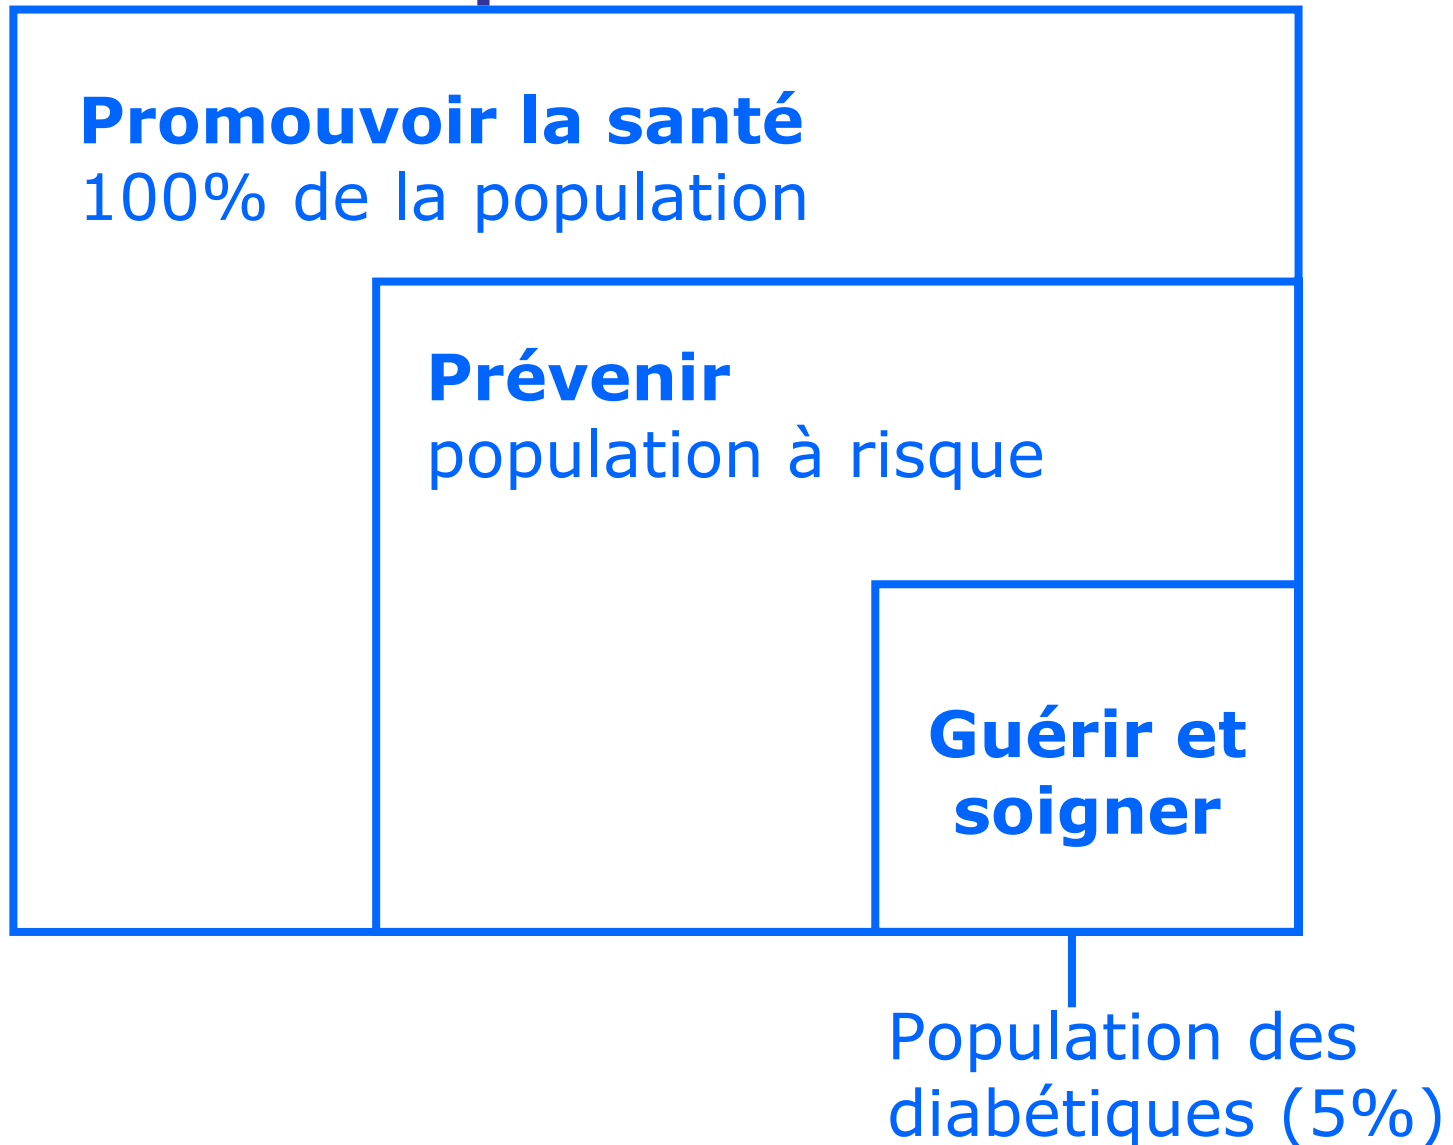 Promouvoir la santé
100% de la population
Prévenir
population à risque
Guérir et
soigner
Population des
diabétiques (5%)